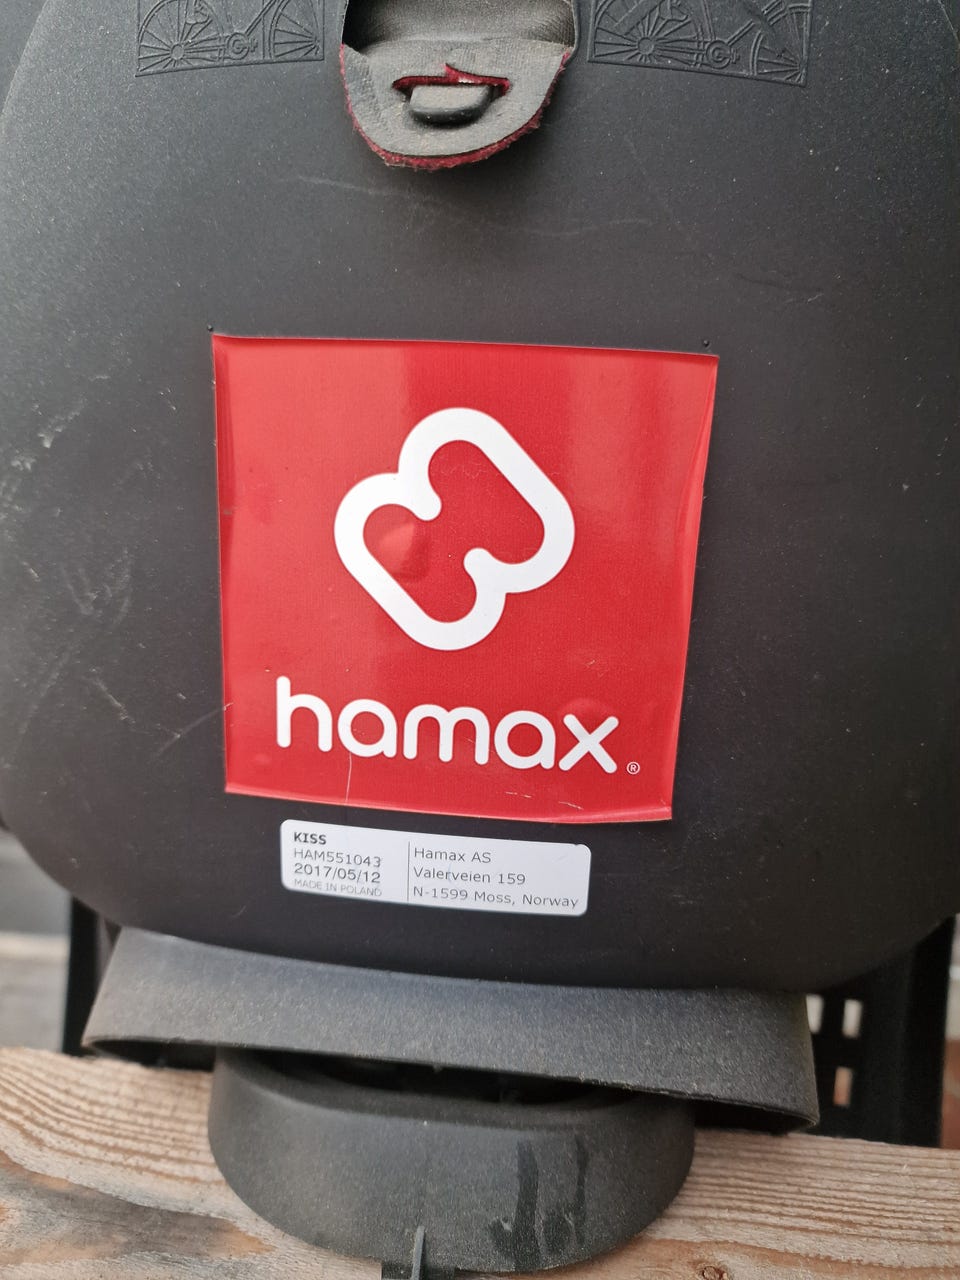 hamax ®
KISS
HAM551043
2017/05/12
MADE IN POLAND
Hamax AS
Valerveien 159
N-1599 Moss, Norway